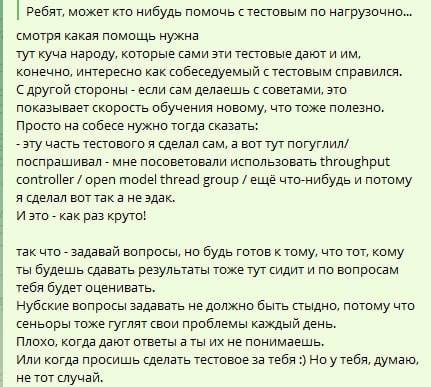 Ребят, может кто нибудь помочь с тестовым по нагрузочно...
смотря какая помощь нужна
тут куча народу, которые сами эти тестовые дают и им,
конечно, интересно как собеседуемый с тестовым справился.
С другой стороны - если сам делаешь с советами, это
показывает скорость обучения новому, что тоже полезно.
Просто на собесе нужно тогда сказать:
- эту часть тестового я сделал сам, а вот тут погуглил/
поспрашивал - мне посоветовали использовать throughput
controller / open model thread group / ещё что-нибудь и потому
я сделал вот так а не эдак.
И это - как раз круто!
так что - задавай вопросы, но будь готов к тому, что тот, кому
ты будешь сдавать результаты тоже тут сидит и по вопросам
тебя будет оценивать.
Нубские вопросы задавать не должно быть стыдно, потому что
сеньоры тоже гуглят свои проблемы каждый день.
Плохо, когда дают ответы а ты их не понимаешь.
Или когда просишь сделать тестовое за тебя :) Но у тебя, думаю,
не тот случай.